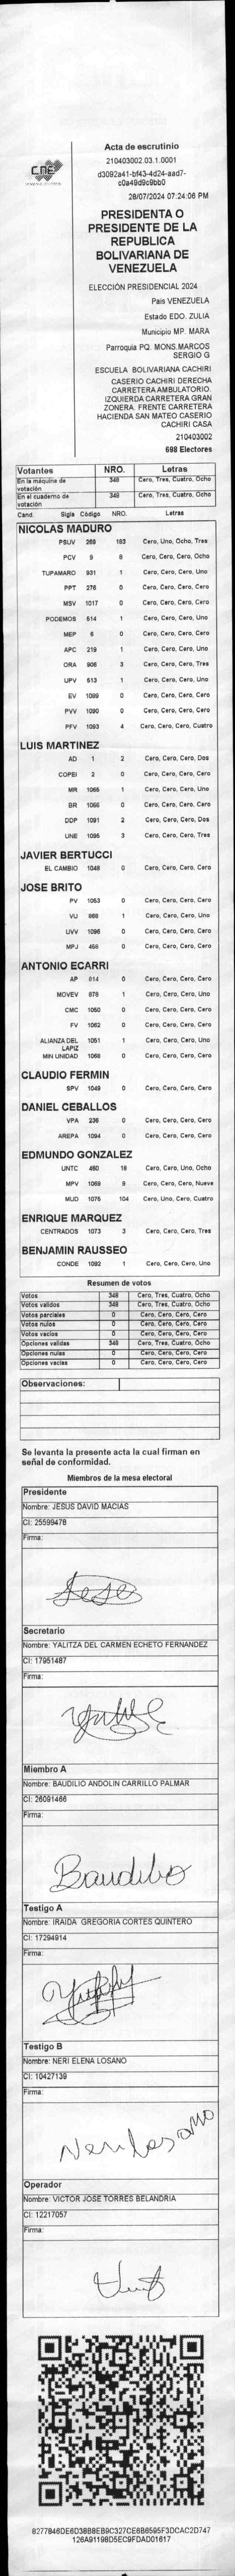 CNE
Acta de escrutinio
210403002.03.1.0001
d3092a41-bf43-4d24-aad7-
c0a49d9c9bb0
28/07/2024 07:24:06 PM
PRESIDENTA O
PRESIDENTE DE LA
REPUBLICA
BOLIVARIANA DE
VENEZUELA
ELECCIÓN PRESIDENCIAL 2024
Pais VENEZUELA
Estado EDO. ZULIA
Municipio MP. MARA
Parroquia PQ. MONS.MARCOS
SERGIO G
ESCUELA BOLIVARIANA CACHIRI
CASERIO CACHIRI DERECHA
CARRETERA AMBULATORIO.
IZQUIERDA CARRETERA GRAN
ZONERA. FRENTE CARRETERA
HACIENDA SAN MATEO CASERIO
CACHIRI CASA
210403002
698 Electores
Votantes NRO. Letras
En la máquina de votación 348 Cero, Tres, Cuatro, Ocho
En el cuaderno de votación 348 Cero, Tres, Cuatro, Ocho
Cand. Sigla Código NRO. Letras
NICOLAS MADURO
PSUV 269 183 Cero, Uno, Ocho, Tres
PCV 9 8 Cero, Cero, Cero, Ocho
TUPAMARO 931 1 Cero, Cero, Cero, Uno
PPT 276 0 Cero, Cero, Cero, Cero
MSV 1017 0 Cero, Cero, Cero, Cero
PODEMOS 514 1 Cero, Cero, Cero, Uno
MEP 6 0 Cero, Cero, Cero, Cero
APC 219 1 Cero, Cero, Cero, Uno
ORA 906 3 Cero, Cero, Cero, Tres
UPV 513 1 Cero, Cero, Cero, Uno
EV 1089 0 Cero, Cero, Cero, Cero
PVV 1090 0 Cero, Cero, Cero, Cero
PFV 1093 4 Cero, Cero, Cero, Cuatro
LUIS MARTINEZ
AD 1 2 Cero, Cero, Cero, Dos
COPEI 2 0 Cero, Cero, Cero, Cero
MR 1065 1 Cero, Cero, Cero, Uno
BR 1066 0 Cero, Cero, Cero, Cero
DDP 1091 2 Cero, Cero, Cero, Dos
UNE 1095 3 Cero, Cero, Cero, Tres
JAVIER BERTUCCI
EL CAMBIO 1048 0 Cero, Cero, Cero, Cero
JOSE BRITO
PV 1053 0 Cero, Cero, Cero, Cero
VU 868 1 Cero, Cero, Cero, Uno
UVV 1096 0 Cero, Cero, Cero, Cero
MPJ 458 0 Cero, Cero, Cero, Cero
ANTONIO ECARRI
AP 814 0 Cero, Cero, Cero, Cero
MOVEV 878 1 Cero, Cero, Cero, Uno
CMC 1050 0 Cero, Cero, Cero, Cero
FV 1062 0 Cero, Cero, Cero, Cero
ALIANZA DEL LAPIZ 1051 1 Cero, Cero, Cero, Uno
MIN UNIDAD 1068 0 Cero, Cero, Cero, Cero
CLAUDIO FERMIN
SPV 1049 0 Cero, Cero, Cero, Cero
DANIEL CEBALLOS
VPA 236 0 Cero, Cero, Cero, Cero
AREPA 1094 0 Cero, Cero, Cero, Cero
EDMUNDO GONZALEZ
UNTC 460 18 Cero, Cero, Uno, Ocho
MPV 1069 9 Cero, Cero, Cero, Nueve
MUD 1075 104 Cero, Uno, Cero, Cuatro
ENRIQUE MARQUEZ
CENTRADOS 1073 3 Cero, Cero, Cero, Tres
BENJAMIN RAUSSEO
CONDE 1092 1 Cero, Cero, Cero, Uno
Resumen de votos
Votos 348 Cero, Tres, Cuatro, Ocho
Votos validos 348 Cero, Tres, Cuatro, Ocho
Votos parciales 0 Cero, Cero, Cero, Cero
Votos nulos 0 Cero, Cero, Cero, Cero
Votos vacíos 0 Cero, Cero, Cero, Cero
Opciones validas 348 Cero, Tres, Cuatro, Ocho
Opciones nulas 0 Cero, Cero, Cero, Cero
Opciones vacías 0 Cero, Cero, Cero, Cero
Observaciones:
Se levanta la presente acta la cual firman en
señal de conformidad.
Miembros de la mesa electoral
Presidente
Nombre: JESUS DAVID MACIAS
CI: 25599478
Firma:
Secretario
Nombre: YALITZA DEL CARMEN ECHETO FERNANDEZ
CI: 17951487
Firma:
Miembro A
Nombre: BAUDILIO ANDOLIN CARRILLO PALMAR
CI: 26091466
Firma:
Baudilio
Testigo A
Nombre: IRAIDA GREGORIA CORTES QUINTERO
CI: 17294914
Firma:
Testigo B
Nombre: NERI ELENA LOSANO
CI: 10427139
Firma:
Neri Losano
Operador
Nombre: VICTOR JOSE TORRES BELANDRIA
CI: 12217057
Firma:
8277846DE6D38B8EB9C327CE6B6595F3DCAC2D747
126A91198D5EC9FDAD01617